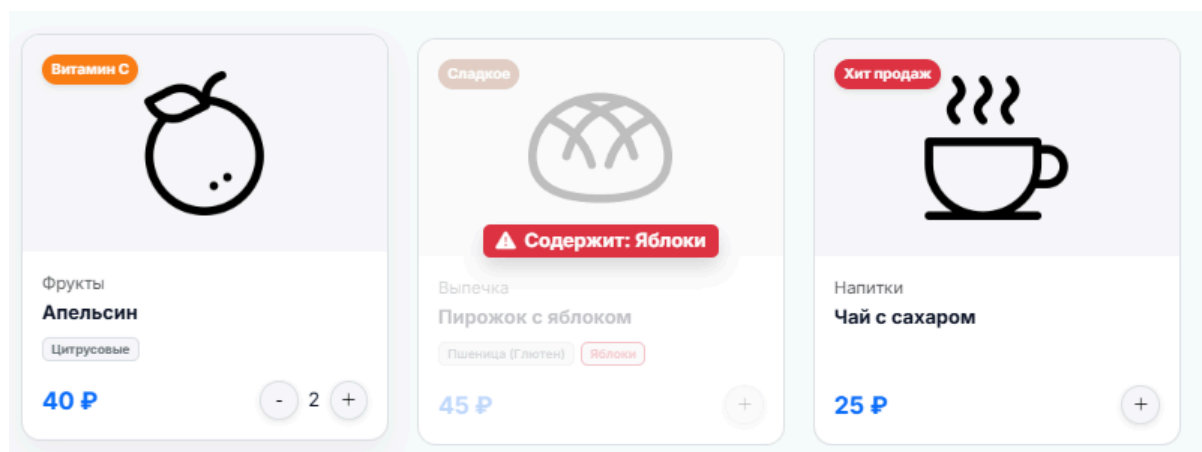 Витамин C
Фрукты
Апельсин
Цитрусовые
40 ₽
- 2 +
Сладкое
Содержит: Яблоки
Выпечка
Пирожок с яблоком
Пшеница (Глютен) Яблоки
45 ₽
+
Хит продаж
Напитки
Чай с сахаром
25 ₽
+